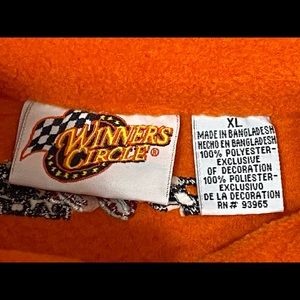 WINNERS
CIRCLE®
XL
MADE IN BANGLADESH
HECHO EN BANGLADESH
100% POLYESTER-
EXCLUSIVE
OF DECORATION
100% POLIESTER-
EXCLUSIVO
DE LA DECORATION
RN# 93965